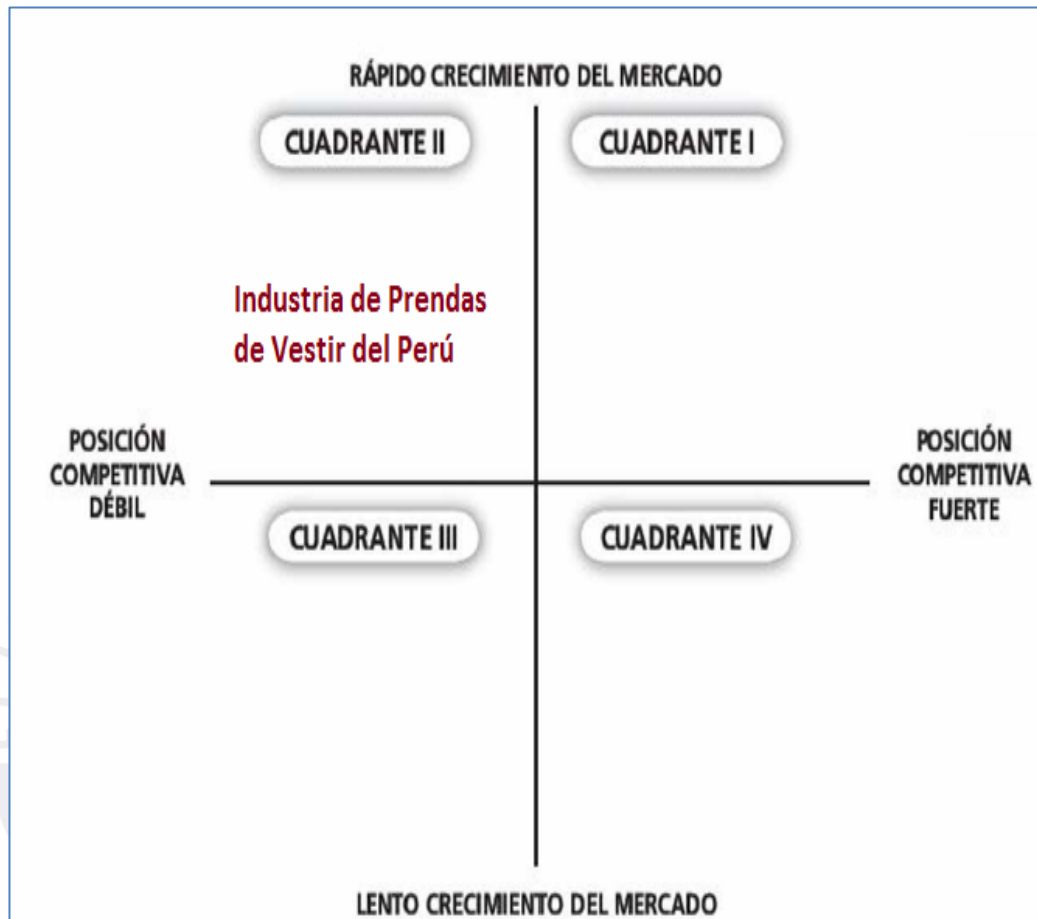 RÁPIDO CRECIMIENTO DEL MERCADO
CUADRANTE II
CUADRANTE I
Industria de Prendas
de Vestir del Perú
POSICIÓN
COMPETITIVA
DÉBIL
POSICIÓN
COMPETITIVA
FUERTE
CUADRANTE III
CUADRANTE IV
LENTO CRECIMIENTO DEL MERCADO